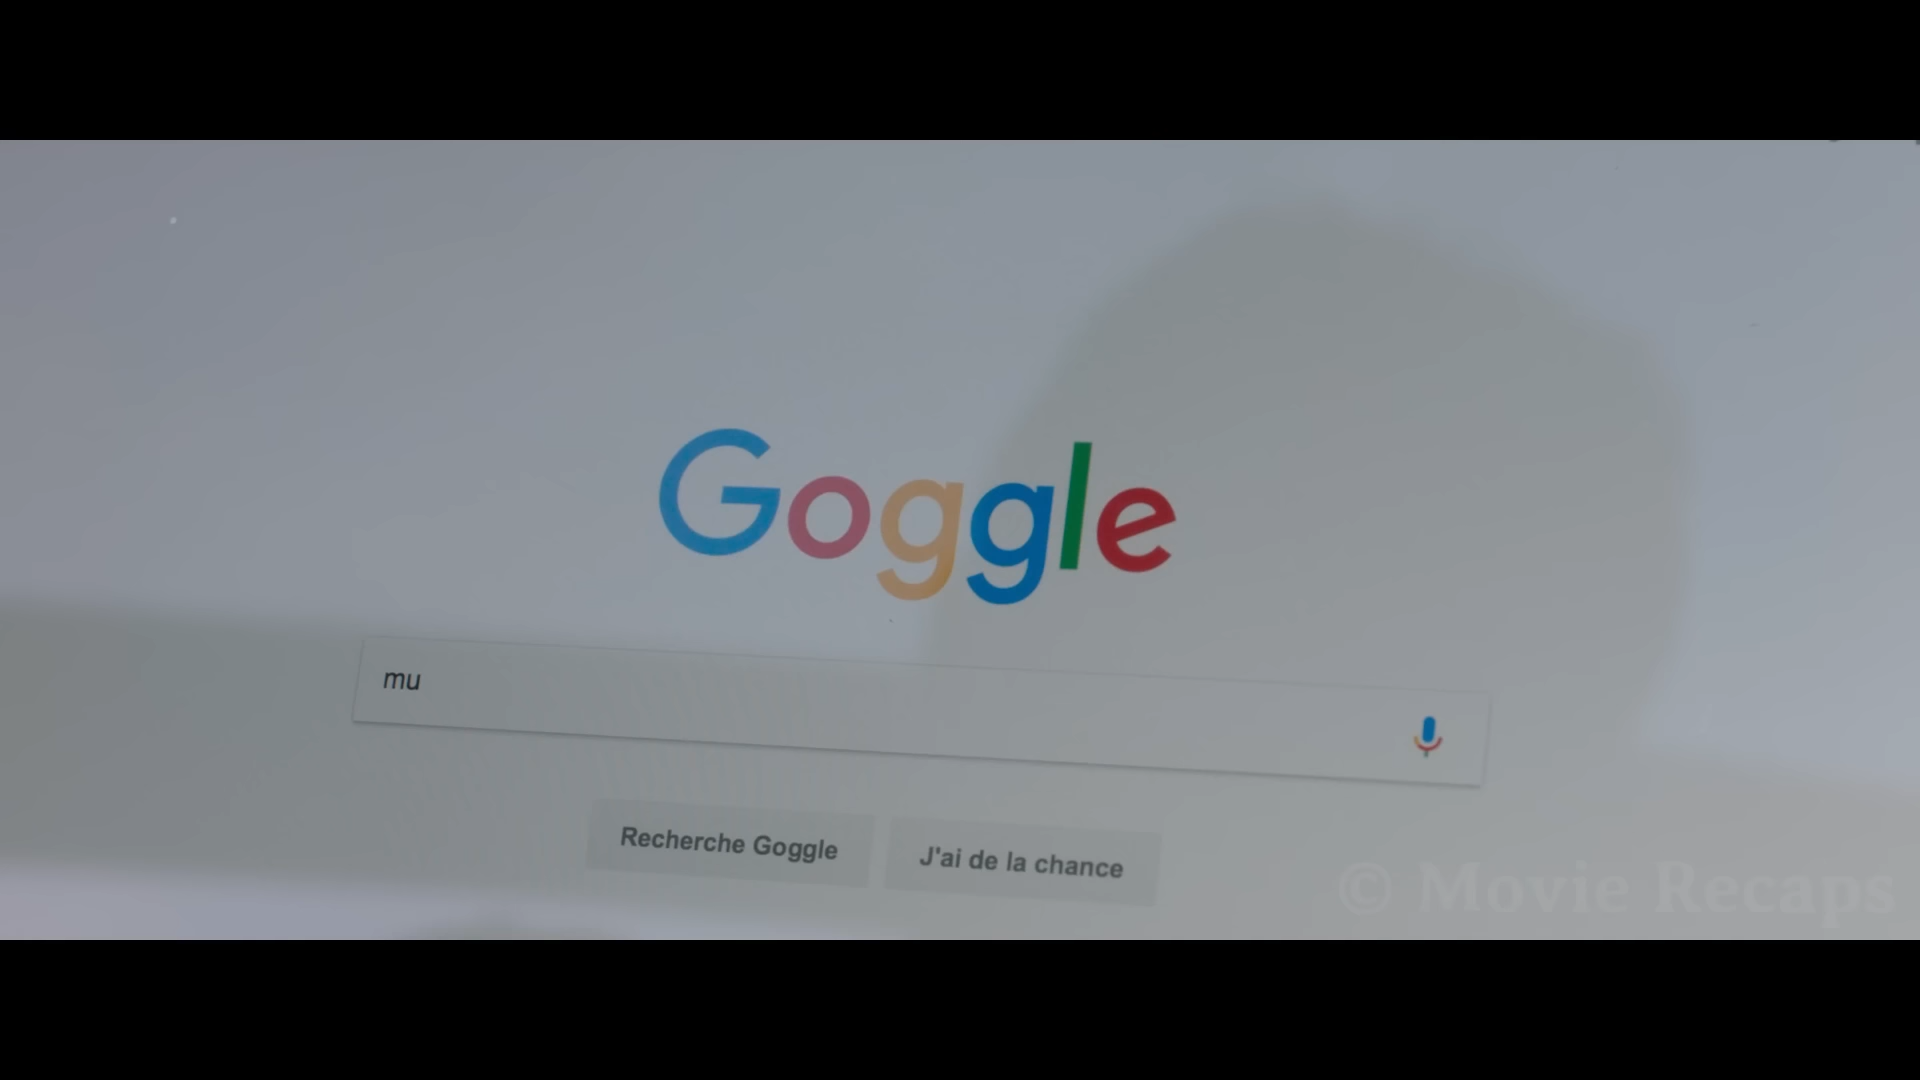 Goggle
mu
Recherche Goggle
J'ai de la chance
© Movie Recaps